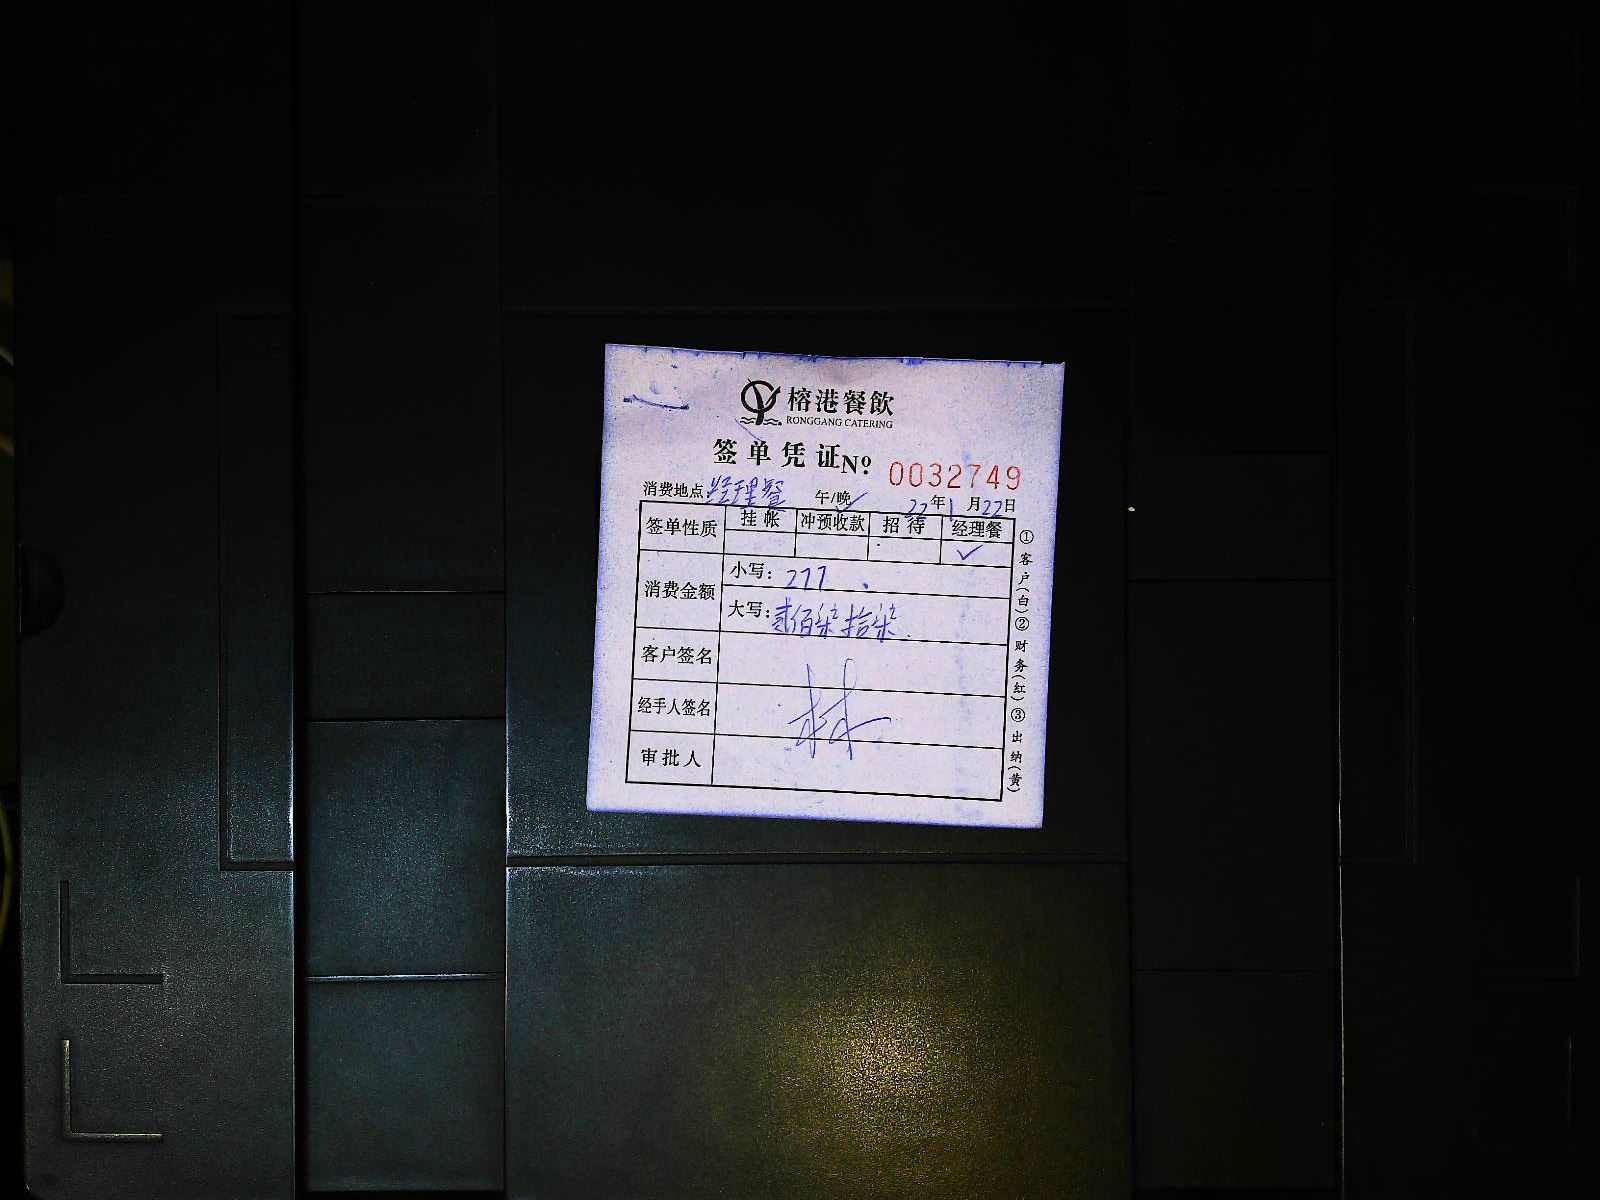 榕港餐飲
RONGGANG CATERING
签单凭证 Nº 0032749
消费地点 经理餐 午/晚✓ 22年1月22日
签单性质 挂帐 冲预收款 招待 经理餐
✓
消费金额 小写：277.
大写：贰佰柒拾柒.
客户签名
经手人签名 林
审批人
①客户(白)②财务(红)③出纳(黄)